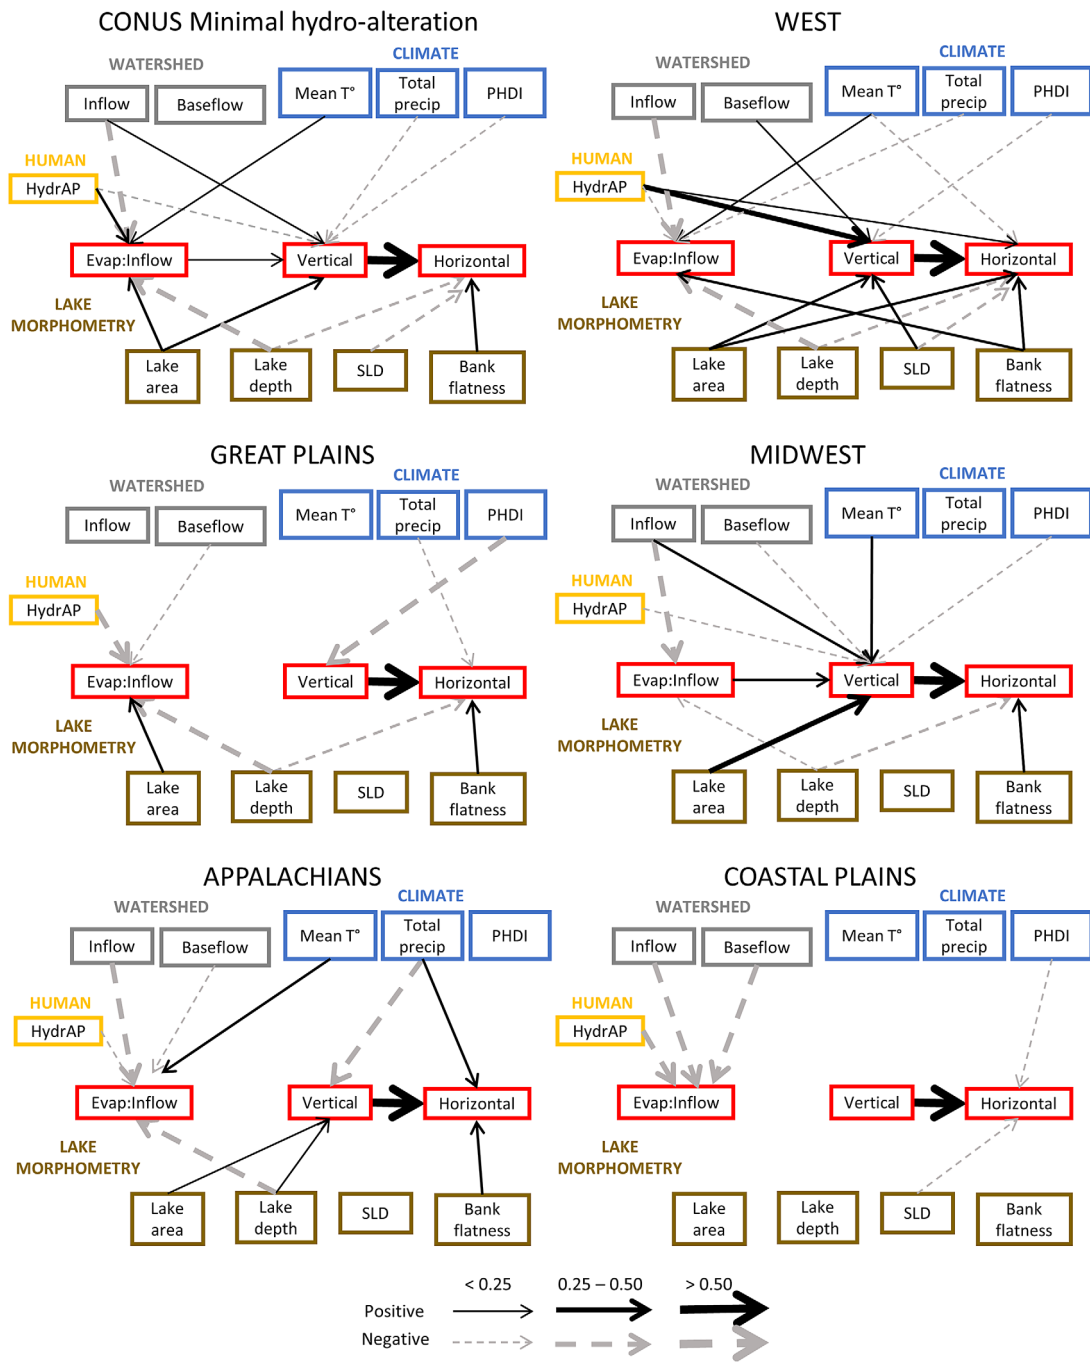 CONUS Minimal hydro-alteration
WATERSHED
CLIMATE
Inflow
Baseflow
Mean T°
Total
precip
PHDI
HUMAN
HydrAP
Evap:Inflow
Vertical
Horizontal
LAKE
MORPHOMETRY
Lake
area
Lake
depth
SLD
Bank
flatness
WEST
WATERSHED
CLIMATE
Inflow
Baseflow
Mean T°
Total
precip
PHDI
HUMAN
HydrAP
Evap:Inflow
Vertical
Horizontal
LAKE
MORPHOMETRY
Lake
area
Lake
depth
SLD
Bank
flatness
GREAT PLAINS
WATERSHED
CLIMATE
Inflow
Baseflow
Mean T°
Total
precip
PHDI
HUMAN
HydrAP
Evap:Inflow
Vertical
Horizontal
LAKE
MORPHOMETRY
Lake
area
Lake
depth
SLD
Bank
flatness
MIDWEST
WATERSHED
CLIMATE
Inflow
Baseflow
Mean T°
Total
precip
PHDI
HUMAN
HydrAP
Evap:Inflow
Vertical
Horizontal
LAKE
MORPHOMETRY
Lake
area
Lake
depth
SLD
Bank
flatness
APPALACHIANS
WATERSHED
CLIMATE
Inflow
Baseflow
Mean T°
Total
precip
PHDI
HUMAN
HydrAP
Evap:Inflow
Vertical
Horizontal
LAKE
MORPHOMETRY
Lake
area
Lake
depth
SLD
Bank
flatness
COASTAL PLAINS
WATERSHED
CLIMATE
Inflow
Baseflow
Mean T°
Total
precip
PHDI
HUMAN
HydrAP
Evap:Inflow
Vertical
Horizontal
LAKE
MORPHOMETRY
Lake
area
Lake
depth
SLD
Bank
flatness
< 0.25
0.25 – 0.50
> 0.50
Positive
Negative